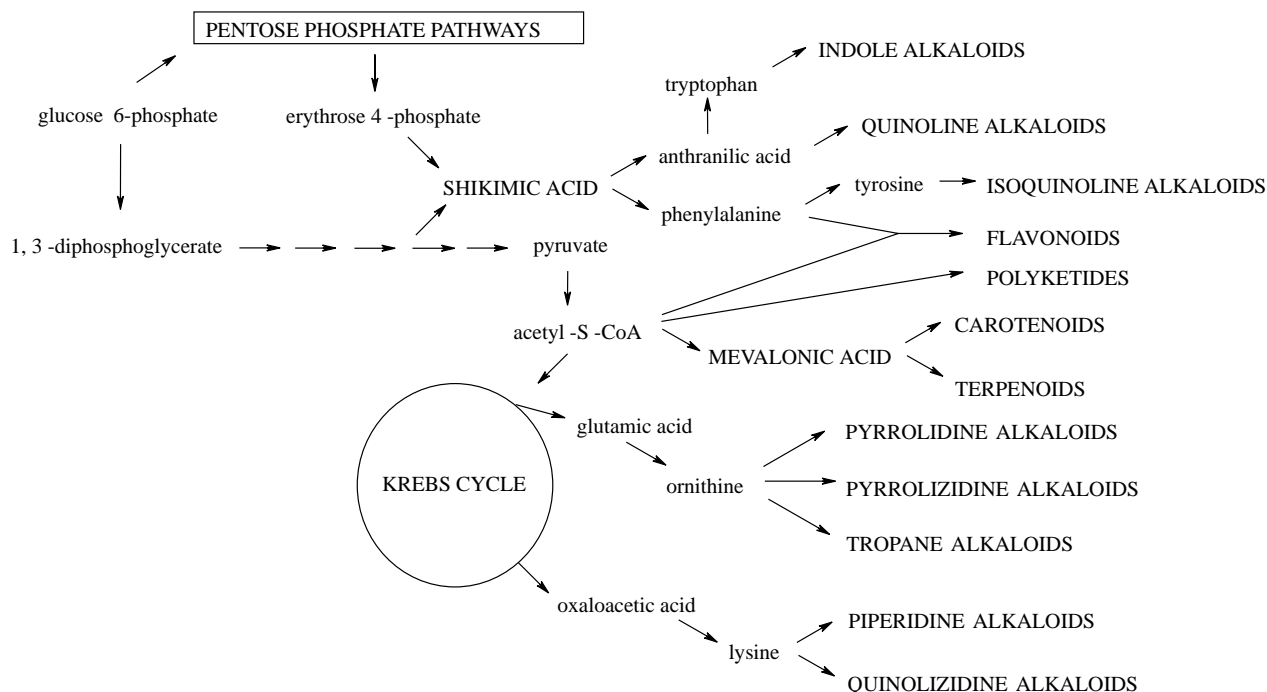 PENTOSE PHOSPHATE PATHWAYS
INDOLE ALKALOIDS
tryptophan
glucose 6-phosphate
erythrose 4 -phosphate
QUINOLINE ALKALOIDS
anthranilic acid
SHIKIMIC ACID
tyrosine
ISOQUINOLINE ALKALOIDS
phenylalanine
1, 3 -diphosphoglycerate
pyruvate
FLAVONOIDS
POLYKETIDES
acetyl -S -CoA
CAROTENOIDS
MEVALONIC ACID
TERPENOIDS
glutamic acid
PYRROLIDINE ALKALOIDS
KREBS CYCLE
ornithine
PYRROLIZIDINE ALKALOIDS
TROPANE ALKALOIDS
oxaloacetic acid
PIPERIDINE ALKALOIDS
lysine
QUINOLIZIDINE ALKALOIDS